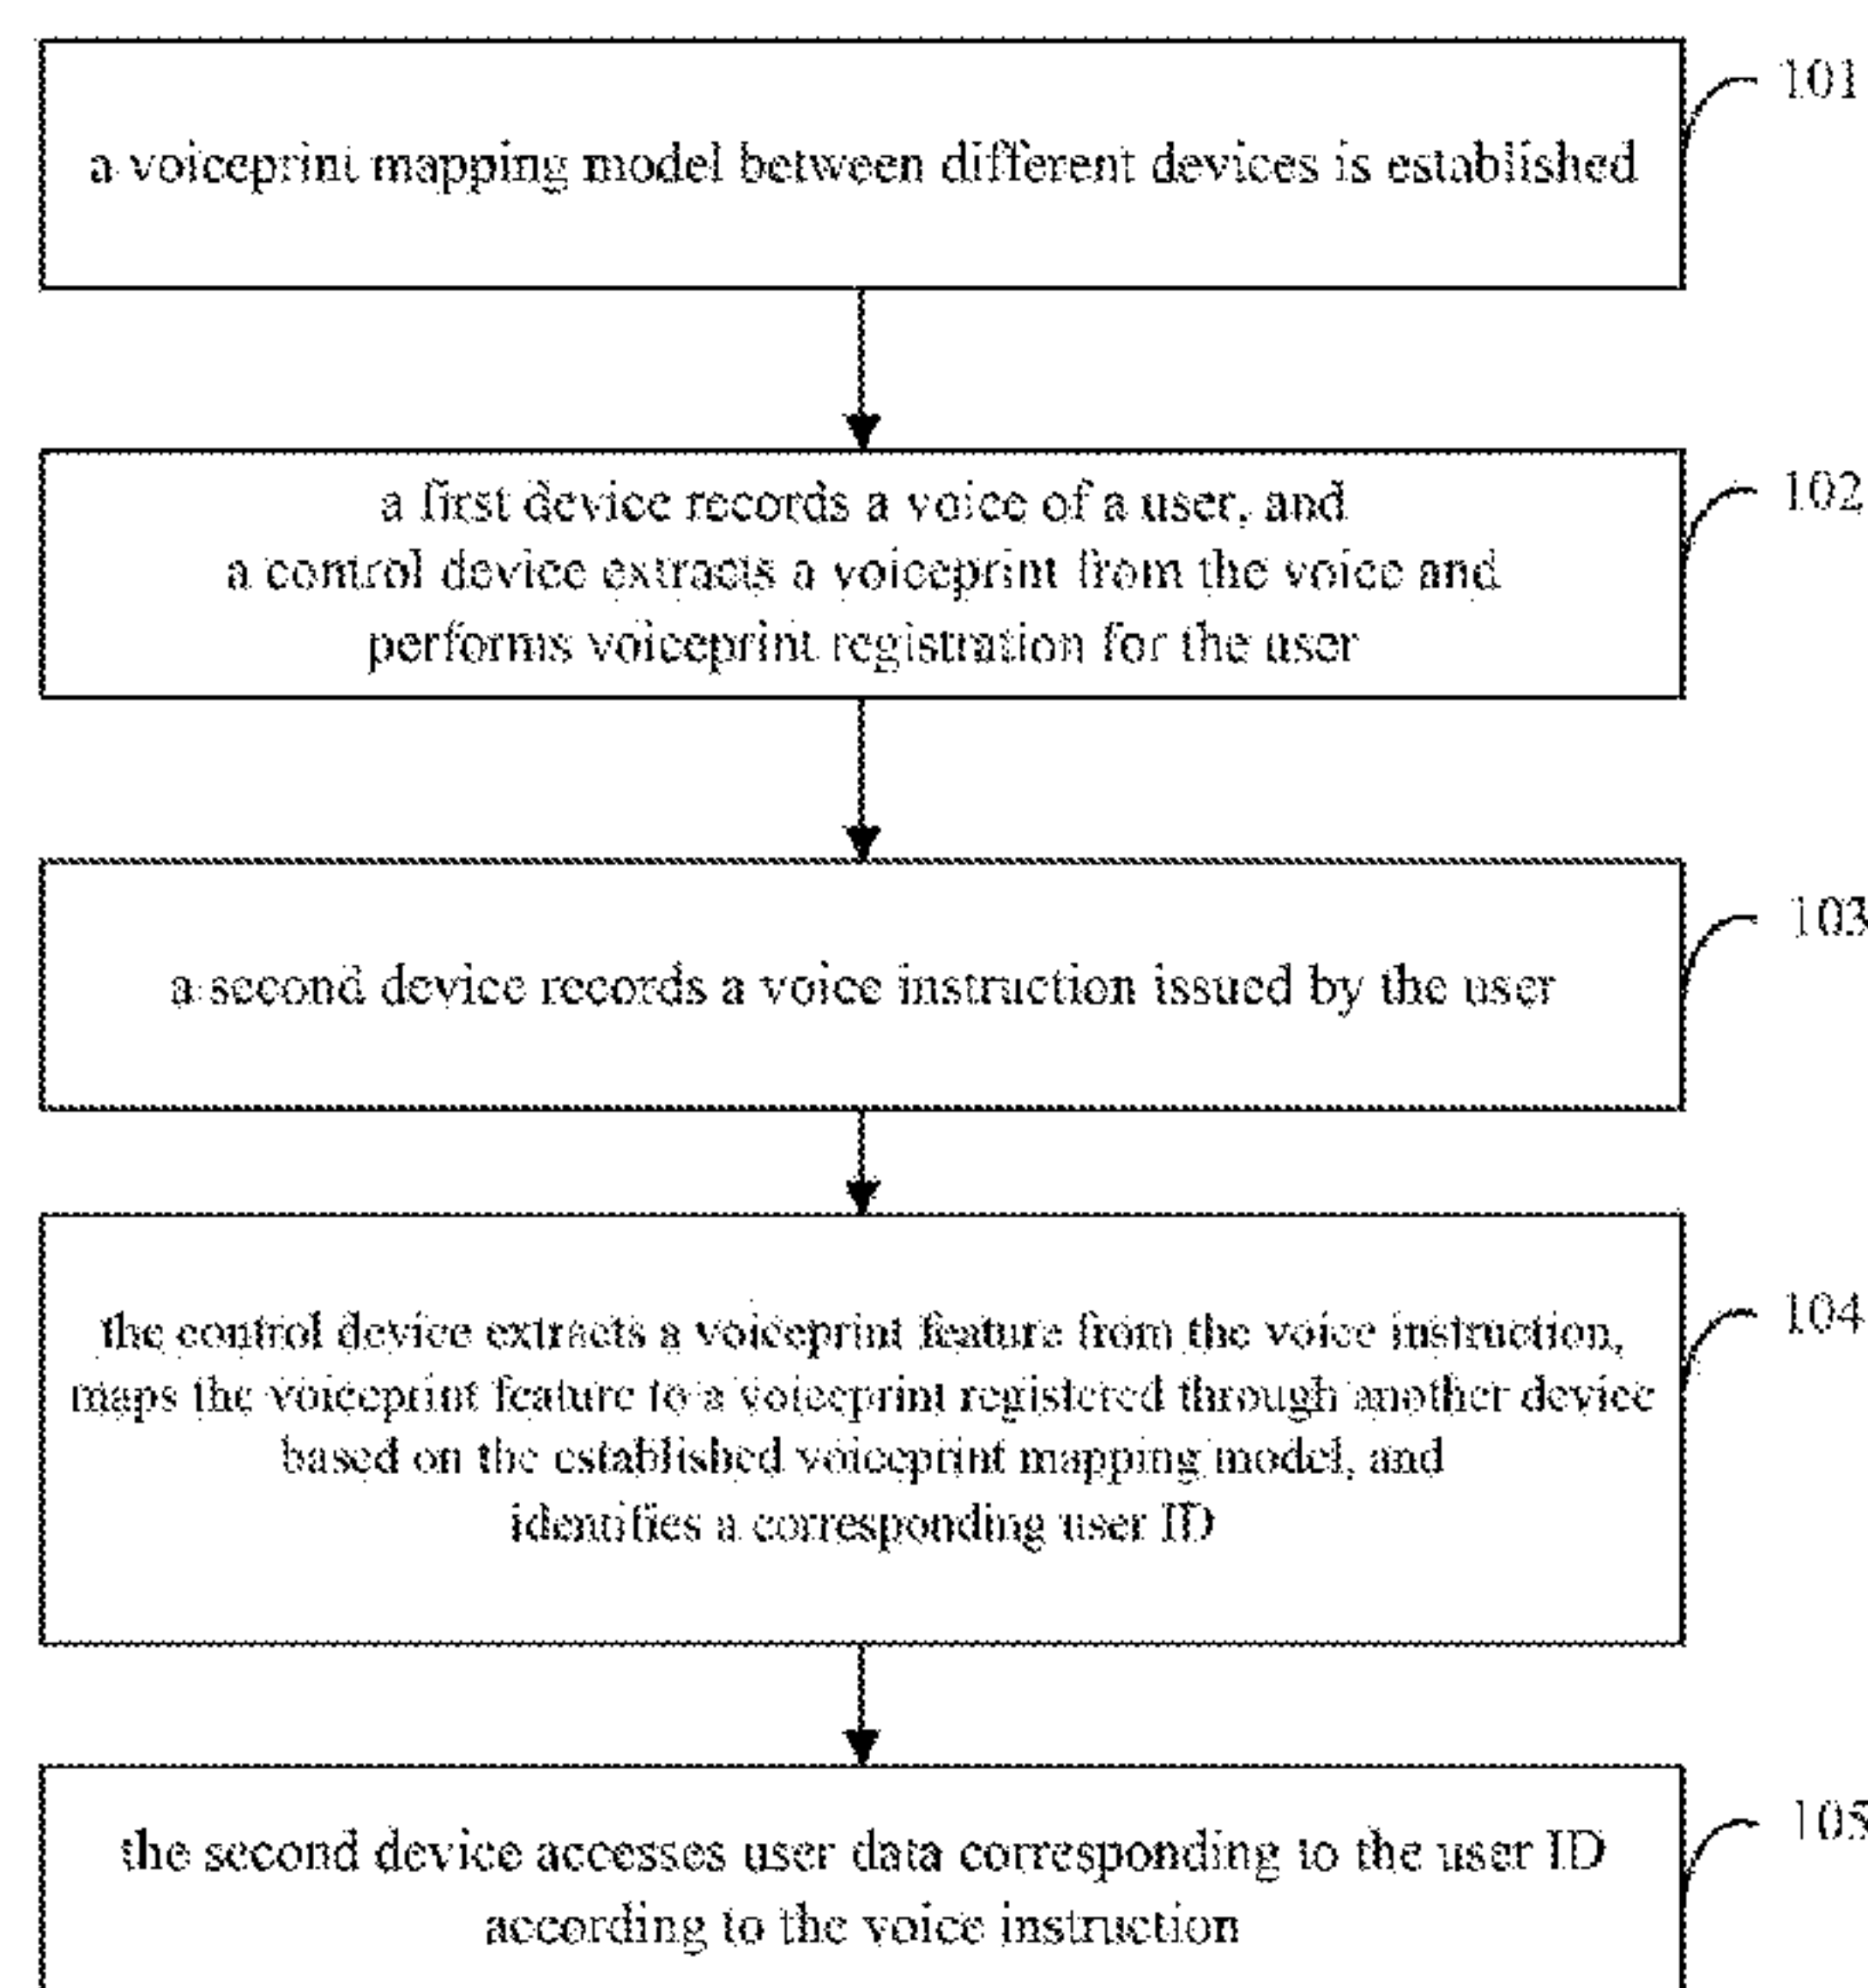 101
a voiceprint mapping model between different devices is established
102
a first device records a voice of a user, and
a control device extracts a voiceprint from the voice and
performs voiceprint registration for the user
103
a second device records a voice instruction issued by the user
104
the control device extracts a voiceprint feature from the voice instruction,
maps the voiceprint feature to a voiceprint registered through another device
based on the established voiceprint mapping model, and
identifies a corresponding user ID
105
the second device accesses user data corresponding to the user ID
according to the voice instruction